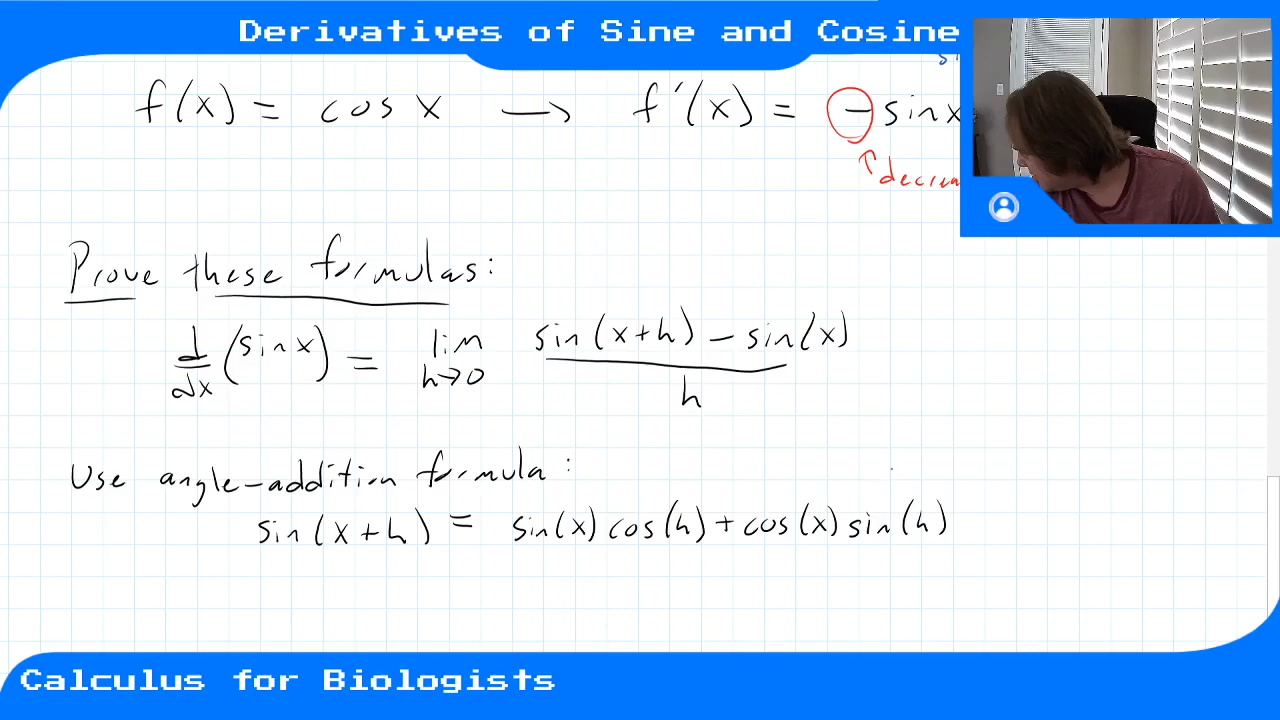 Derivatives of Sine and Cosine
f(x) = cos x → f'(x) = - sinx
↑
Prove these formulas:
d/dx (sin x) = lim h→0 sin(x+h) - sin(x) / h
Use angle-addition formula:
sin(x+h) = sin(x) cos(h) + cos(x) sin(h)
Calculus for Biologists